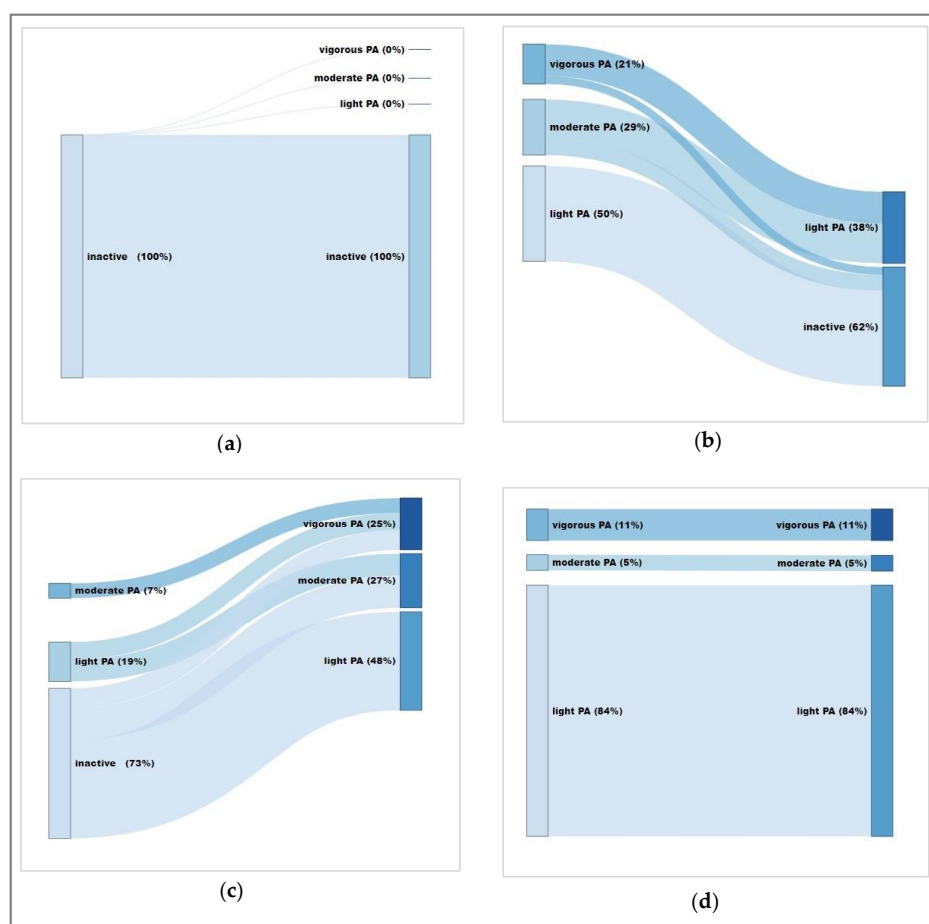 vigorous PA (0%)
moderate PA (0%)
light PA (0%)
inactive (100%)
inactive (100%)
(a)
vigorous PA (21%)
moderate PA (29%)
light PA (50%)
light PA (38%)
inactive (62%)
(b)
vigorous PA (25%)
moderate PA (27%)
moderate PA (7%)
light PA (19%)
light PA (48%)
inactive (73%)
(c)
vigorous PA (11%)
vigorous PA (11%)
moderate PA (5%)
moderate PA (5%)
light PA (84%)
light PA (84%)
(d)